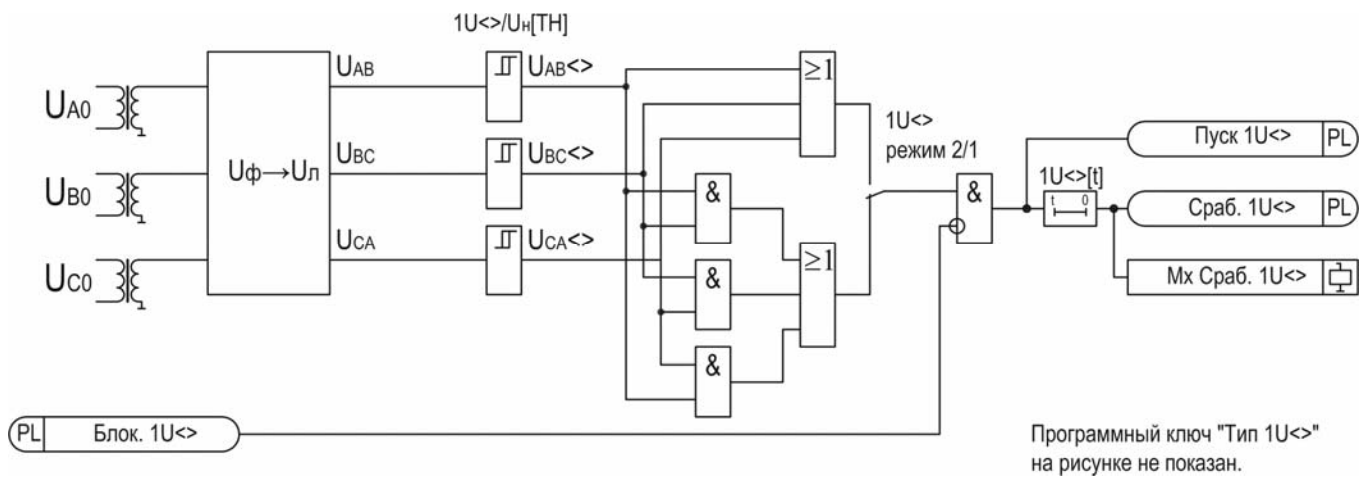 1U<>/Uн[TH]
UA0
UB0
UC0
Uф→Uл
UAB
UBC
UCA
UAB<>
UBC<>
UCA<>
≥1
&
&
&
≥1
1U<>
режим 2/1
&
1U<>[t]
t 0
Пуск 1U<> PL
Сраб. 1U<> PL
Мх Сраб. 1U<>
PL Блок. 1U<>
Программный ключ "Тип 1U<>"
на рисунке не показан.